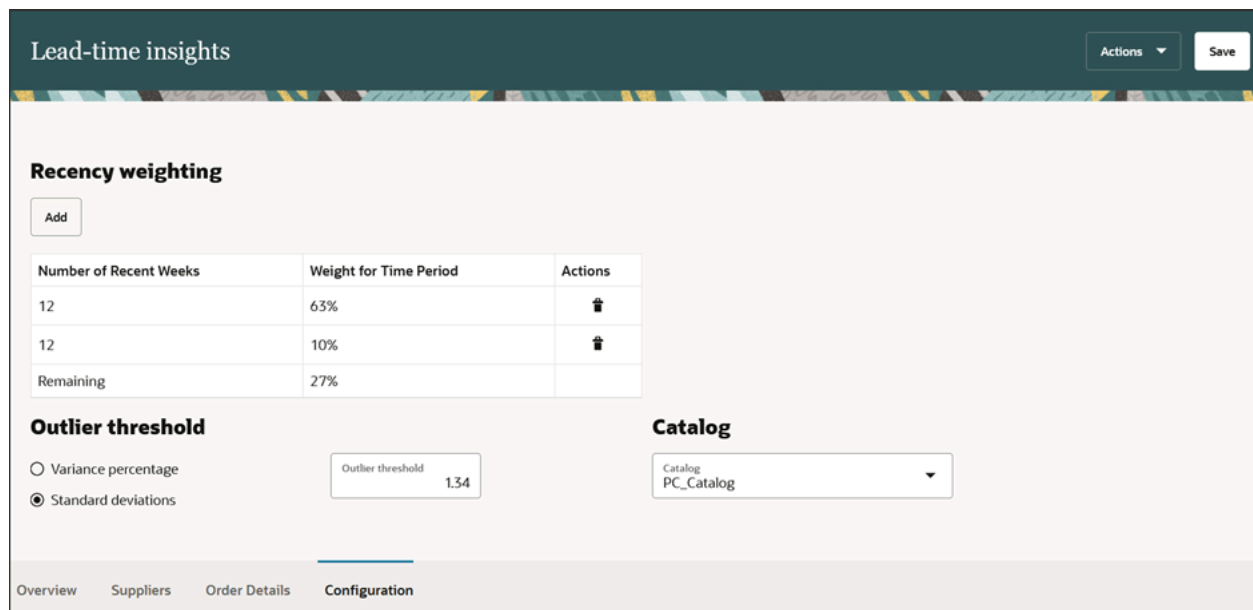 Lead-time insights
Actions
Save
Recency weighting
Add
Number of Recent Weeks Weight for Time Period Actions
12 63%
12 10%
Remaining 27%
Outlier threshold
Catalog
Variance percentage
Standard deviations
Outlier threshold
1.34
Catalog
PC_Catalog
Overview Suppliers Order Details Configuration